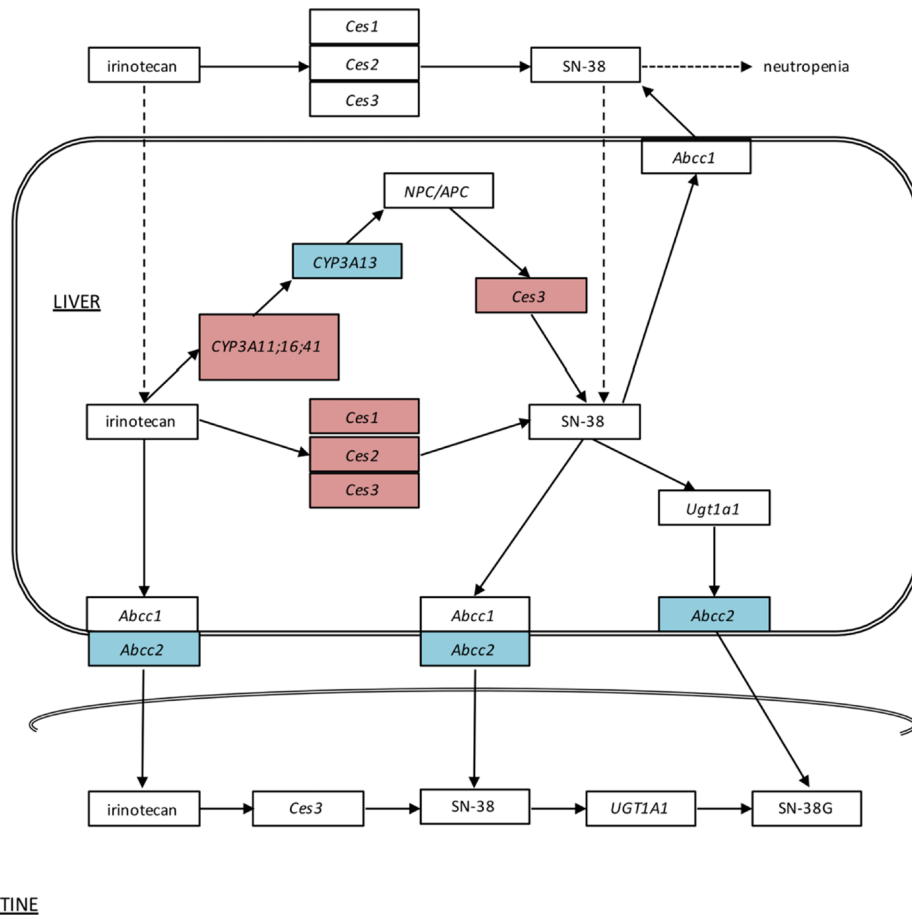 Ces1
irinotecan
Ces2
SN-38
neutropenia
Ces3
Abcc1
NPC/APC
CYP3A13
Ces3
LIVER
CYP3A11;16;41
irinotecan
Ces1
SN-38
Ces2
Ces3
Ugt1a1
Abcc1
Abcc1
Abcc2
Abcc2
Abcc2
irinotecan
Ces3
SN-38
UGT1A1
SN-38G
TINE